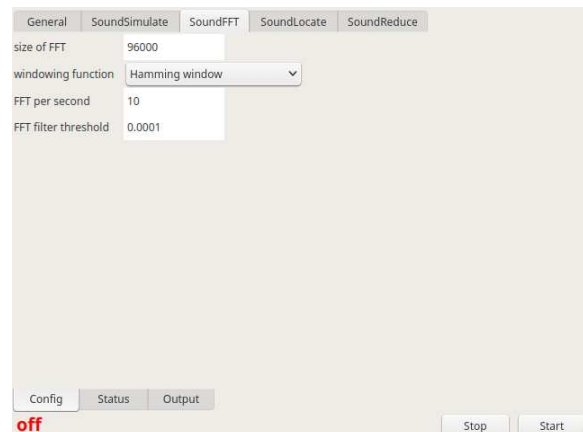 General SoundSimulate SoundFFT SoundLocate SoundReduce
size of FFT 96000
windowing function Hamming window
FFT per second 10
FFT filter threshold 0.0001
Config Status Output
off Stop Start